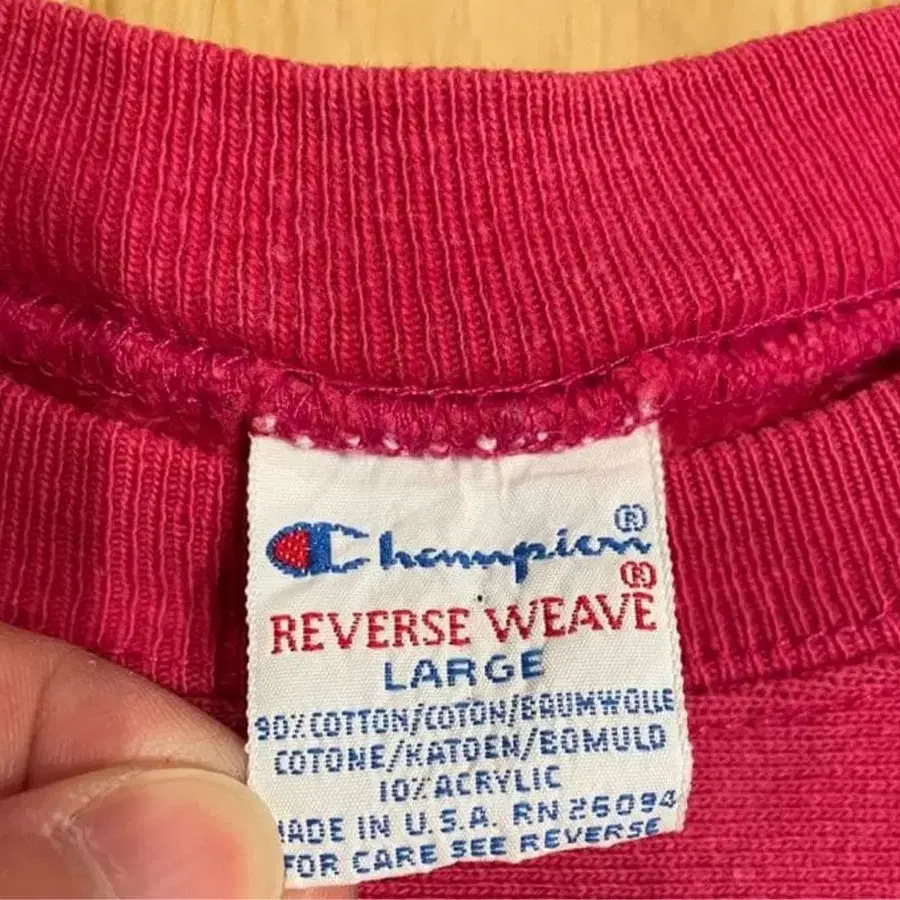 Champion®
REVERSE WEAVE®
LARGE
90% COTTON/COTON/BAUMWOLLE
COTONE/KATOEN/BOMULD
10% ACRYLIC
MADE IN U.S.A. RN 26094
FOR CARE SEE REVERSE